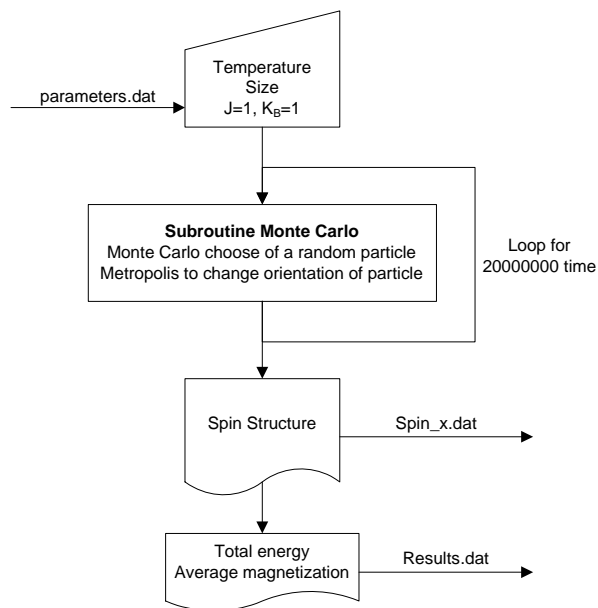 Temperature
Size
J=1, K_B=1
parameters.dat
Subroutine Monte Carlo
Monte Carlo choose of a random particle
Metropolis to change orientation of particle
Loop for
20000000 time
Spin Structure
Spin_x.dat
Total energy
Average magnetization
Results.dat